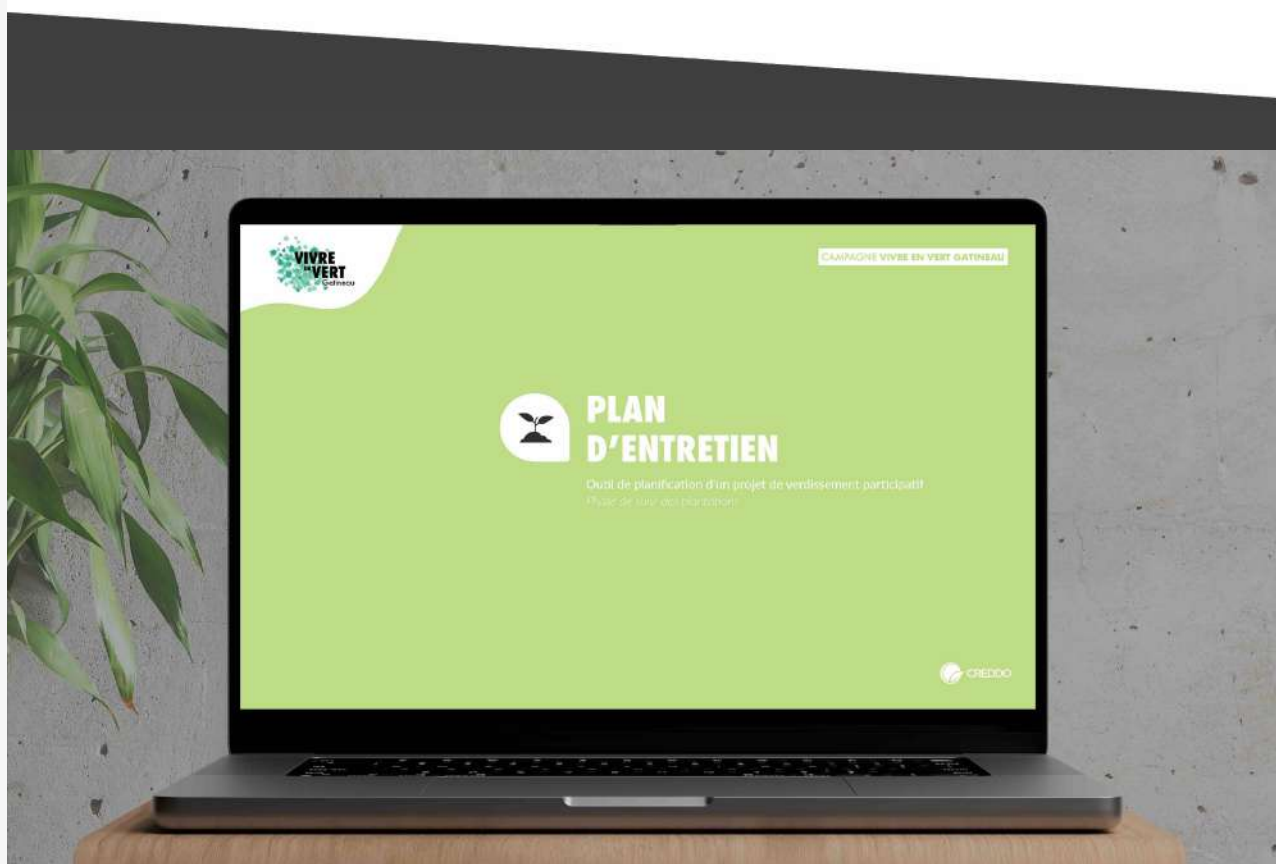 VIVRE
EN VERT
Gatineau
CAMPAGNE VIVRE EN VERT GATINEAU
PLAN
D'ENTRETIEN
Outil de planification d'un projet de verdissement participatif
Phase de suivi des plantations
CREDDO